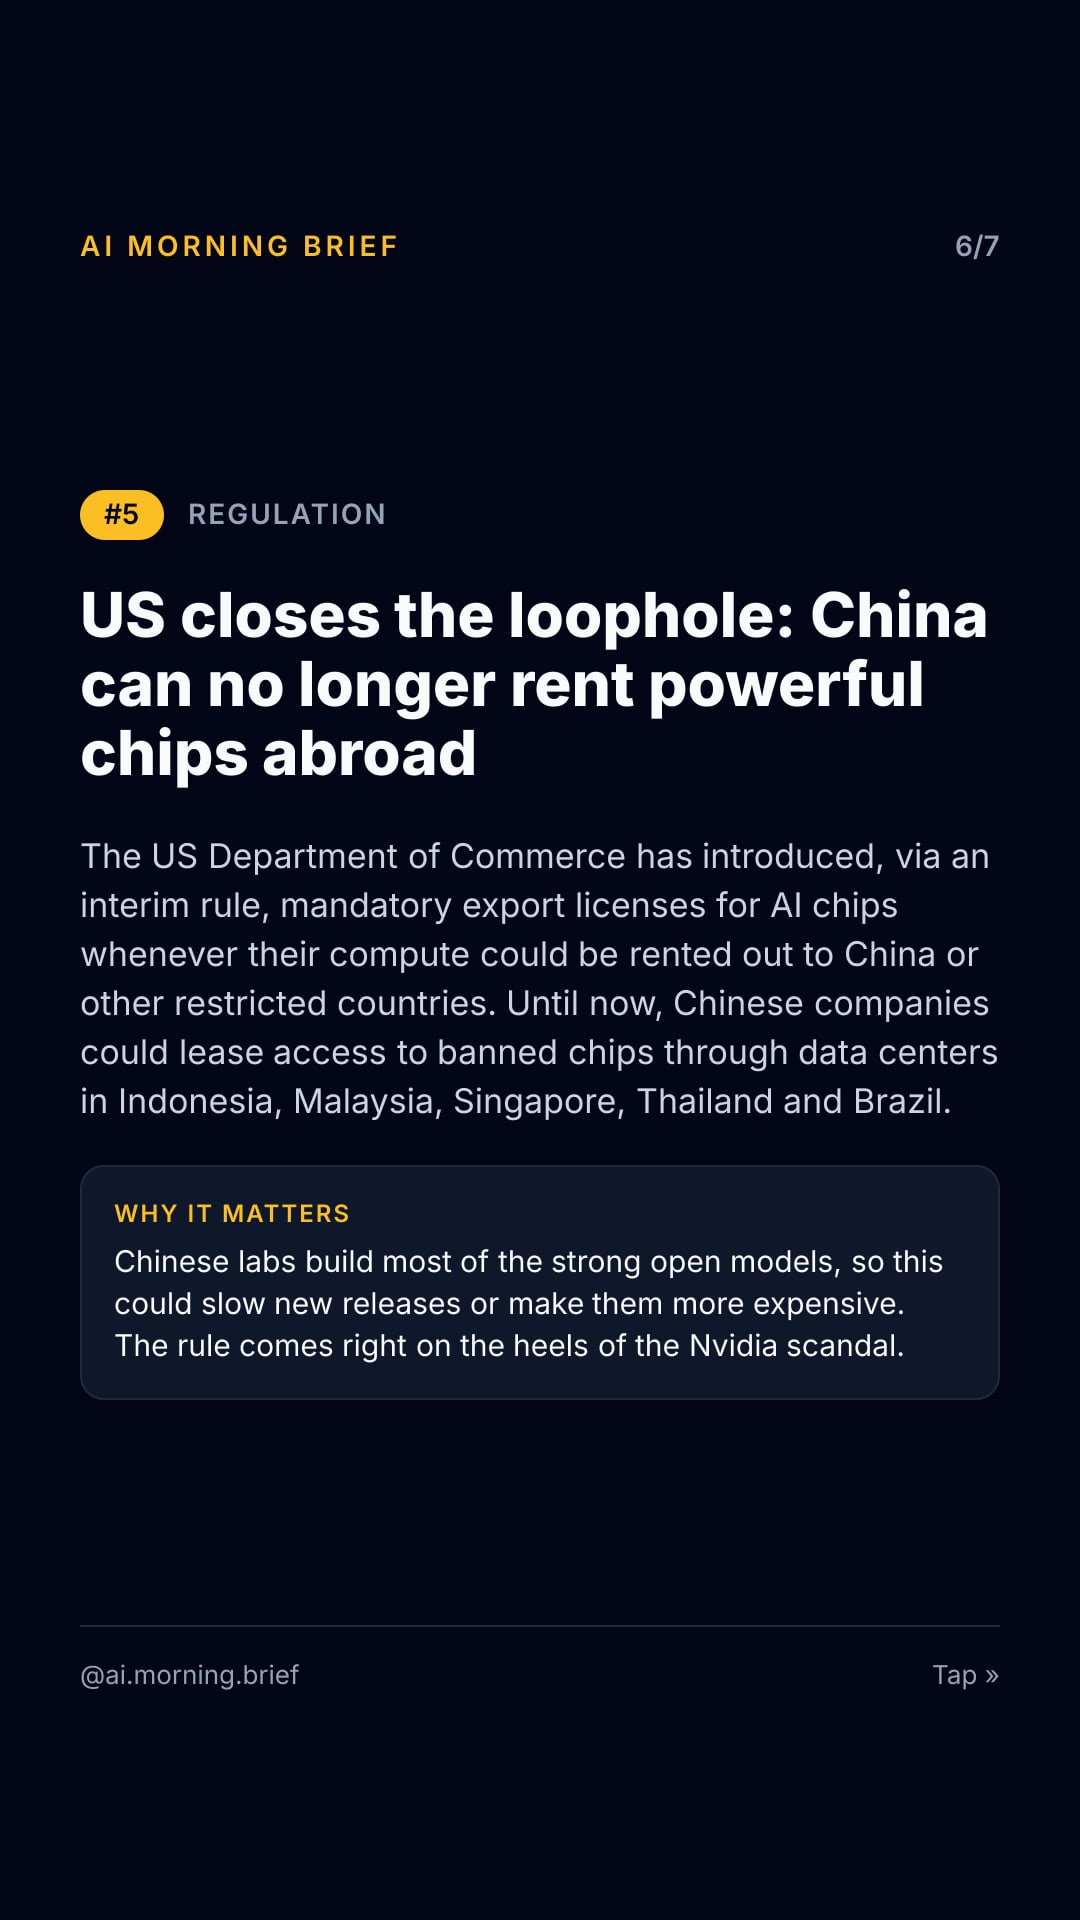 AI MORNING BRIEF 6/7
#5 REGULATION
US closes the loophole: China
can no longer rent powerful
chips abroad
The US Department of Commerce has introduced, via an
interim rule, mandatory export licenses for AI chips
whenever their compute could be rented out to China or
other restricted countries. Until now, Chinese companies
could lease access to banned chips through data centers
in Indonesia, Malaysia, Singapore, Thailand and Brazil.
WHY IT MATTERS
Chinese labs build most of the strong open models, so this
could slow new releases or make them more expensive.
The rule comes right on the heels of the Nvidia scandal.
@ai.morning.brief Tap »